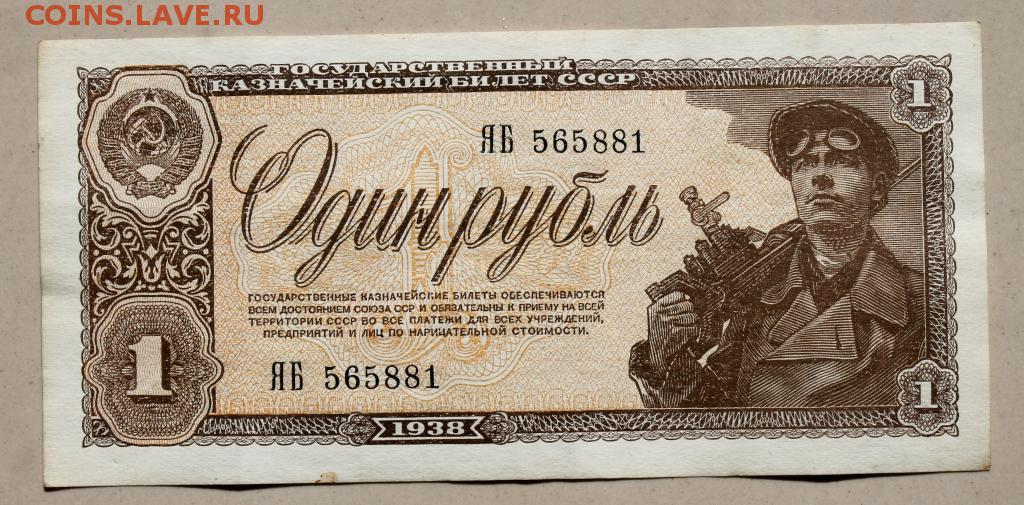 COINS.LAVE.RU
ГОСУДАРСТВЕННЫЙ
КАЗНАЧЕЙСКИЙ БИЛЕТ СССР
1
ЯБ 565881
Один рубль
ГОСУДАРСТВЕННЫЕ КАЗНАЧЕЙСКИЕ БИЛЕТЫ ОБЕСПЕЧИВАЮТСЯ
ВСЕМ ДОСТОЯНИЕМ СОЮЗА ССР И ОБЯЗАТЕЛЬНЫ К ПРИЕМУ НА ВСЕЙ
ТЕРРИТОРИИ СССР ВО ВСЕ ПЛАТЕЖИ ДЛЯ ВСЕХ УЧРЕЖДЕНИЙ,
ПРЕДПРИЯТИЙ И ЛИЦ ПО НАРИЦАТЕЛЬНОЙ СТОИМОСТИ.
1
ЯБ 565881
1
1938